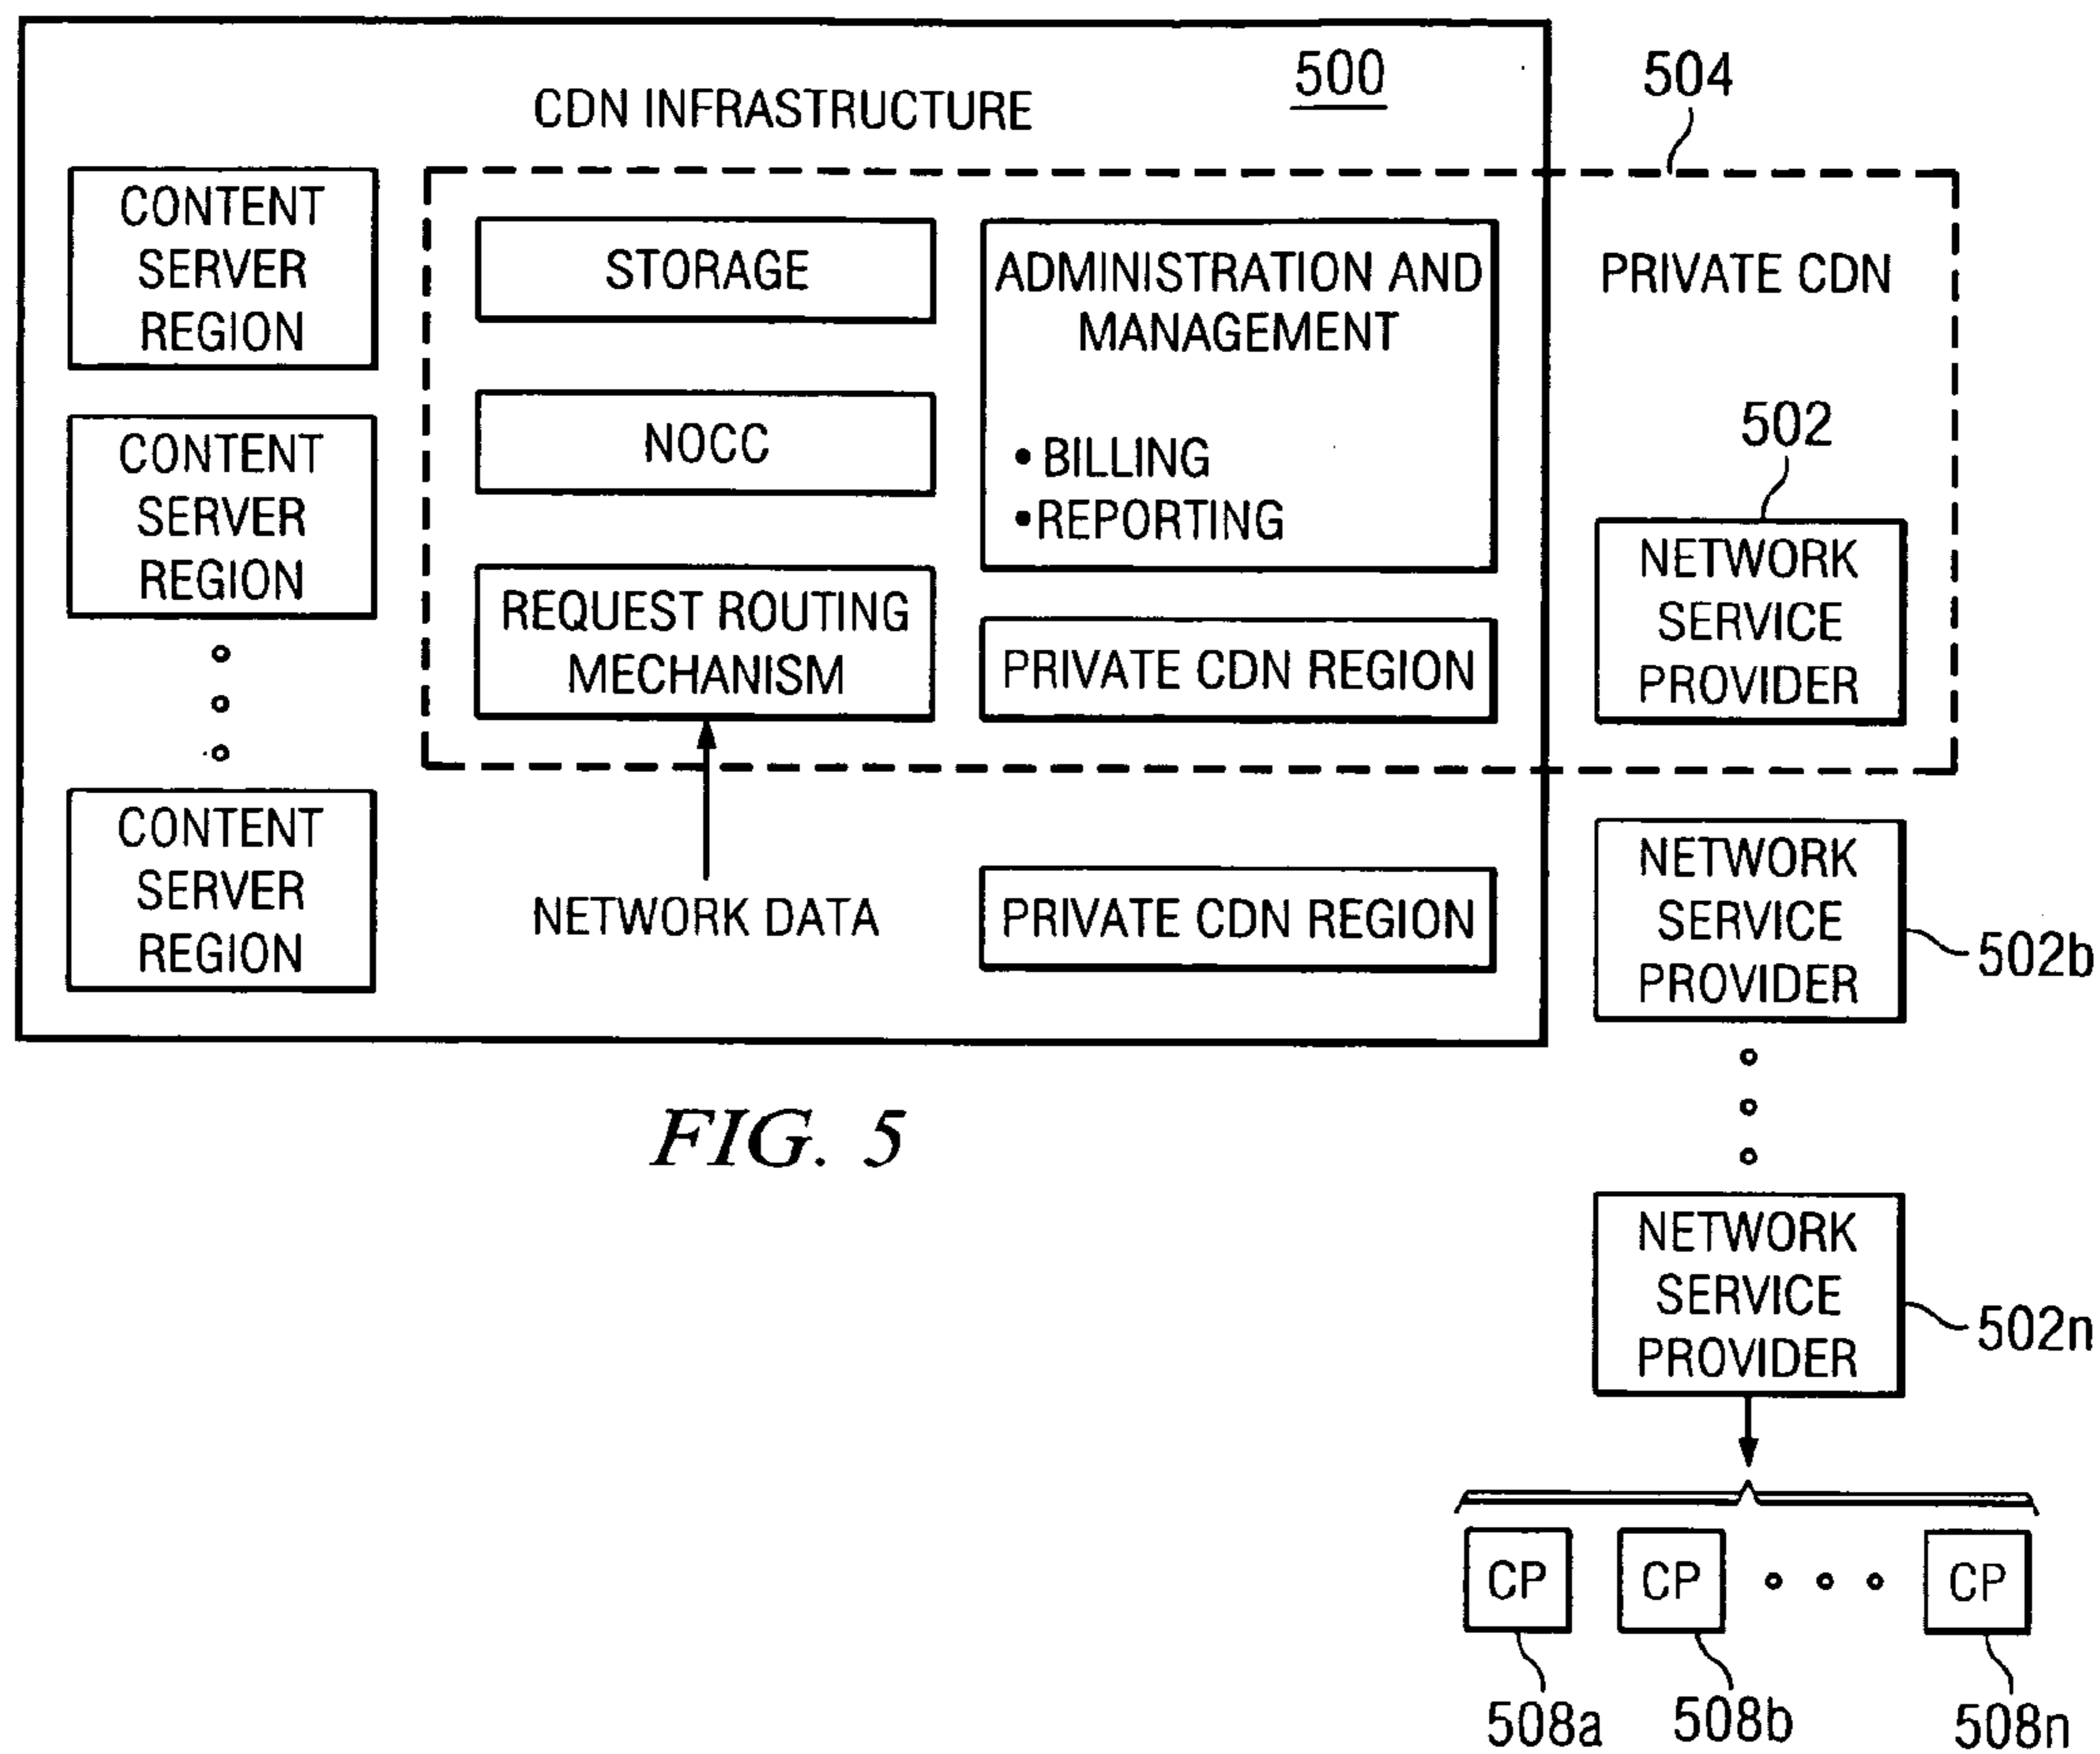 CDN INFRASTRUCTURE
500
504
CONTENT
SERVER
REGION
CONTENT
SERVER
REGION
CONTENT
SERVER
REGION
STORAGE
NOCC
REQUEST ROUTING
MECHANISM
NETWORK DATA
ADMINISTRATION AND
MANAGEMENT
• BILLING
• REPORTING
PRIVATE CDN REGION
PRIVATE CDN REGION
PRIVATE CDN
502
NETWORK
SERVICE
PROVIDER
NETWORK
SERVICE
PROVIDER
502b
NETWORK
SERVICE
PROVIDER
502n
CP
CP
CP
508a
508b
508n
FIG. 5